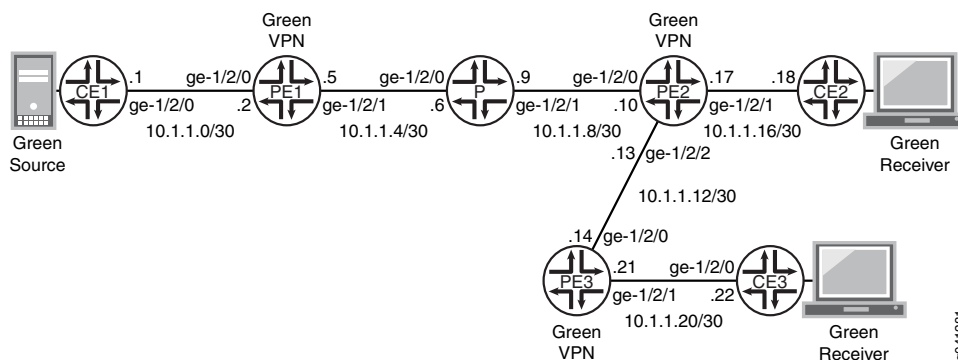 Green
VPN
Green
VPN
.1
ge-1/2/0
.5
ge-1/2/0
.9
ge-1/2/0
.17
.18
CE1
PE1
P
PE2
CE2
ge-1/2/0
.2
ge-1/2/1
.6
ge-1/2/1
.10
ge-1/2/1
10.1.1.0/30
10.1.1.4/30
10.1.1.8/30
10.1.1.16/30
Green
Source
Green
Receiver
.13
ge-1/2/2
10.1.1.12/30
.14
ge-1/2/0
.21
ge-1/2/0
PE3
CE3
ge-1/2/1
.22
10.1.1.20/30
Green
VPN
Green
Receiver